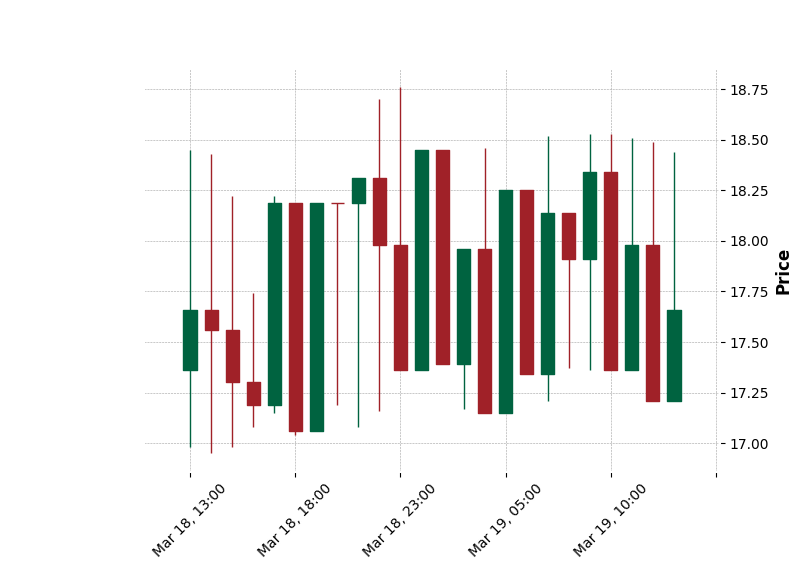 18.75
18.50
18.25
18.00
17.75
17.50
17.25
17.00
Price
Mar 18, 13:00
Mar 18, 18:00
Mar 18, 23:00
Mar 19, 05:00
Mar 19, 10:00